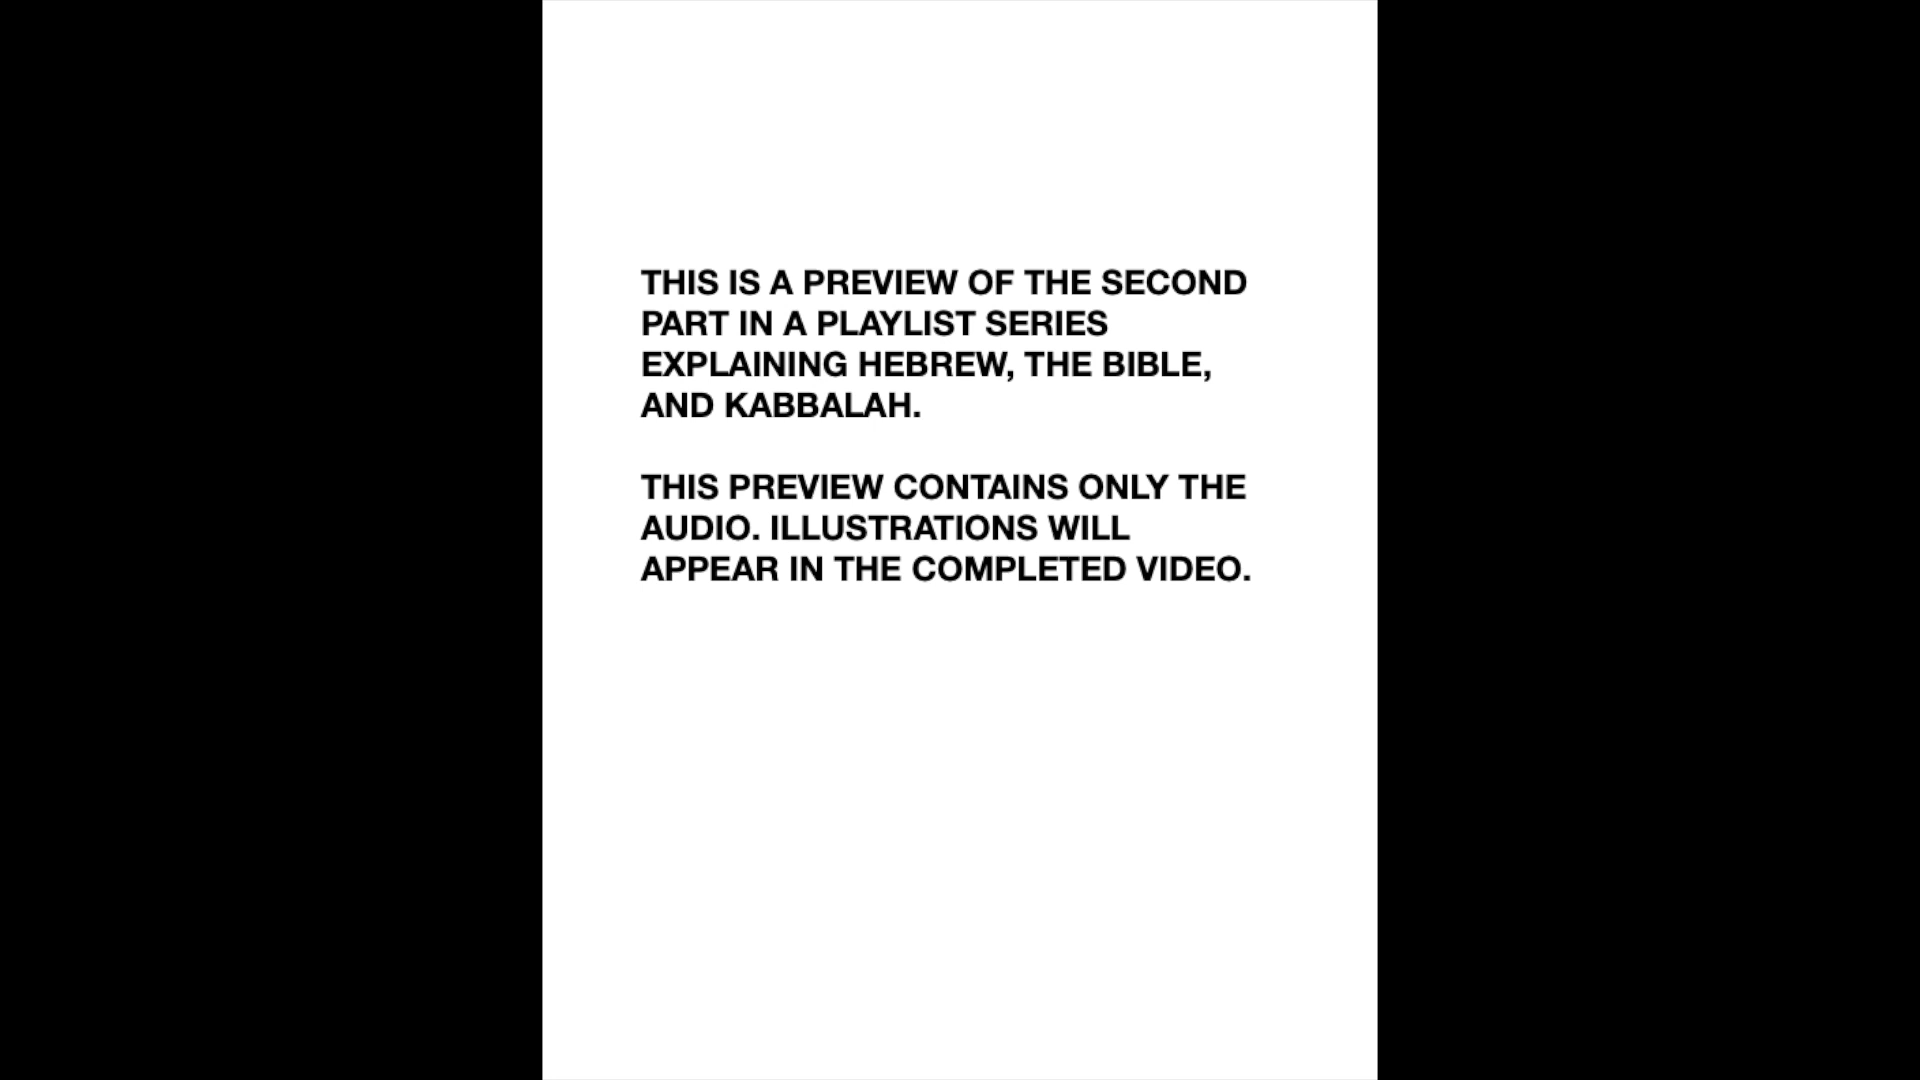 THIS IS A PREVIEW OF THE SECOND
PART IN A PLAYLIST SERIES
EXPLAINING HEBREW, THE BIBLE,
AND KABBALAH.
THIS PREVIEW CONTAINS ONLY THE
AUDIO. ILLUSTRATIONS WILL
APPEAR IN THE COMPLETED VIDEO.